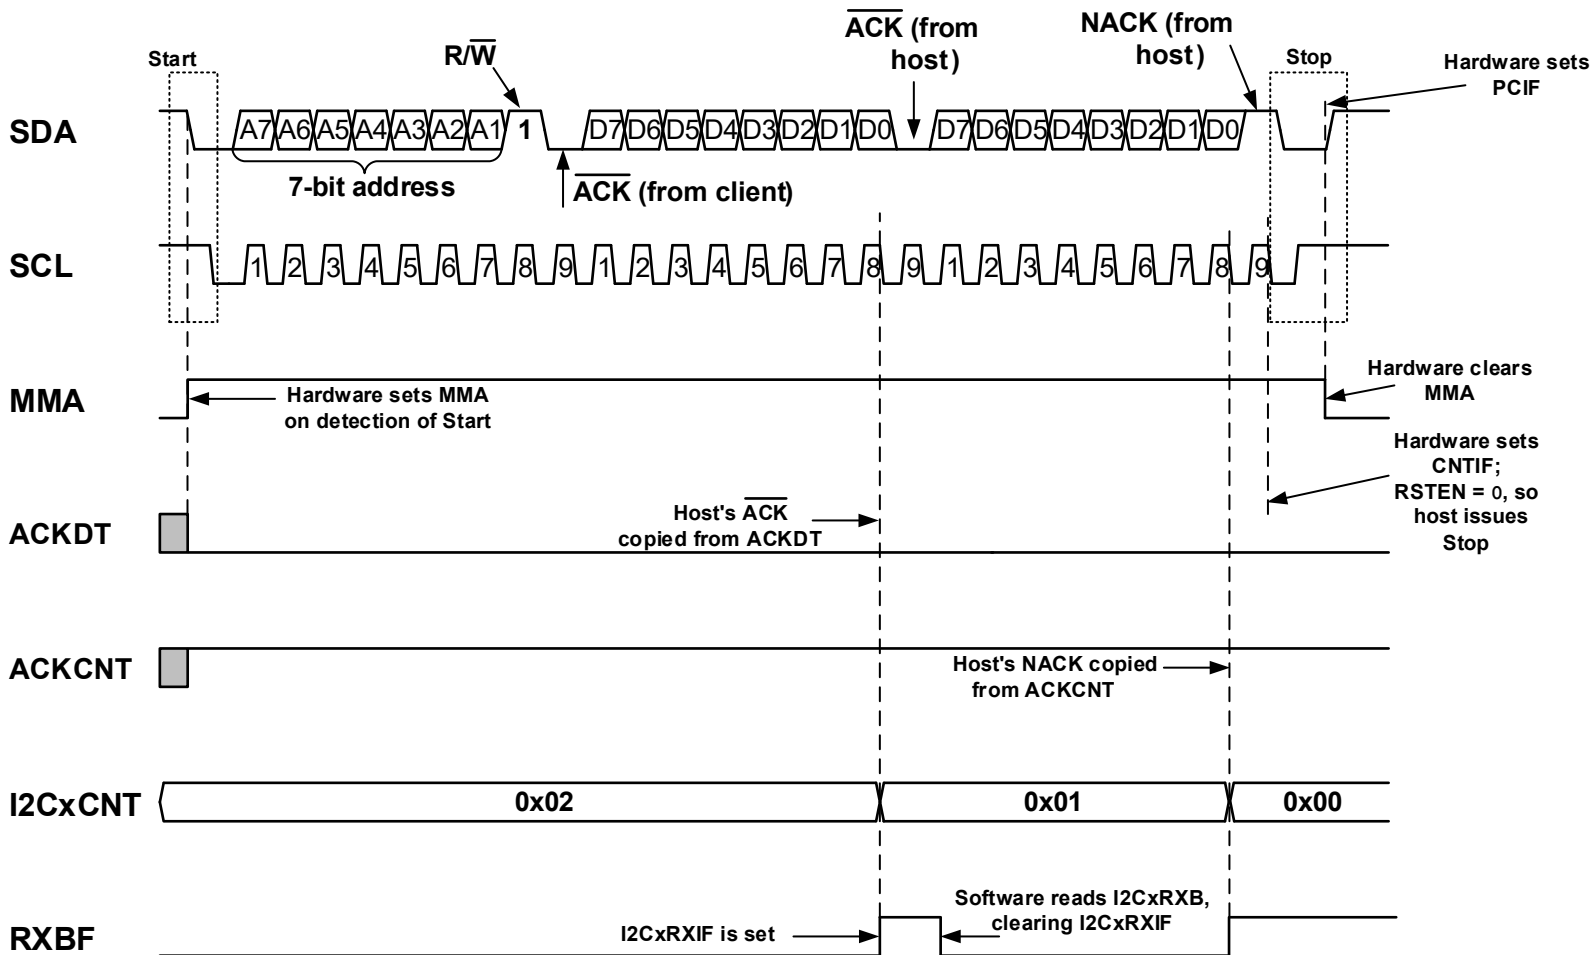 Start
R/W
ACK (from
host)
NACK (from
host)
Stop
Hardware sets
PCIF
SDA
A7 A6 A5 A4 A3 A2 A1 1 D7 D6 D5 D4 D3 D2 D1 D0 D7 D6 D5 D4 D3 D2 D1 D0
7-bit address
ACK (from client)
SCL
1 2 3 4 5 6 7 8 9 1 2 3 4 5 6 7 8 9 1 2 3 4 5 6 7 8 9
MMA
Hardware sets MMA
on detection of Start
Hardware clears
MMA
Hardware sets
CNTIF;
RSTEN = 0, so
host issues
Stop
ACKDT
Host's ACK
copied from ACKDT
ACKCNT
Host's NACK copied
from ACKCNT
I2CxCNT
0x02 0x01 0x00
RXBF
I2CxRXIF is set
Software reads I2CxRXB,
clearing I2CxRXIF